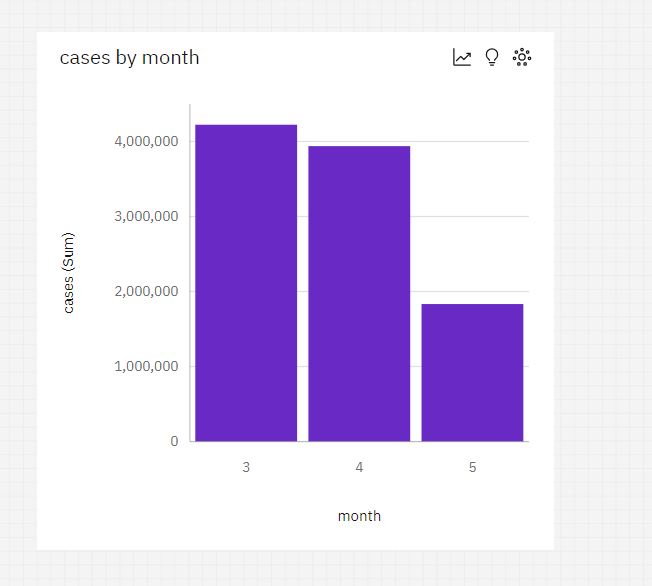 cases by month
cases (Sum)
4,000,000
3,000,000
2,000,000
1,000,000
0
3 4 5
month